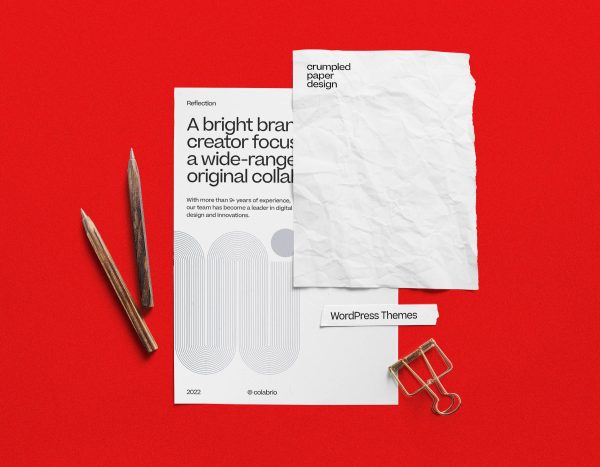 crumpled
paper
design
Reflection
A bright bran
creator focus
a wide-range
original collab
With more than 9+ years of experience,
our team has become a leader in digital
design and Innovations.
WordPress Themes
2022
© colabrio